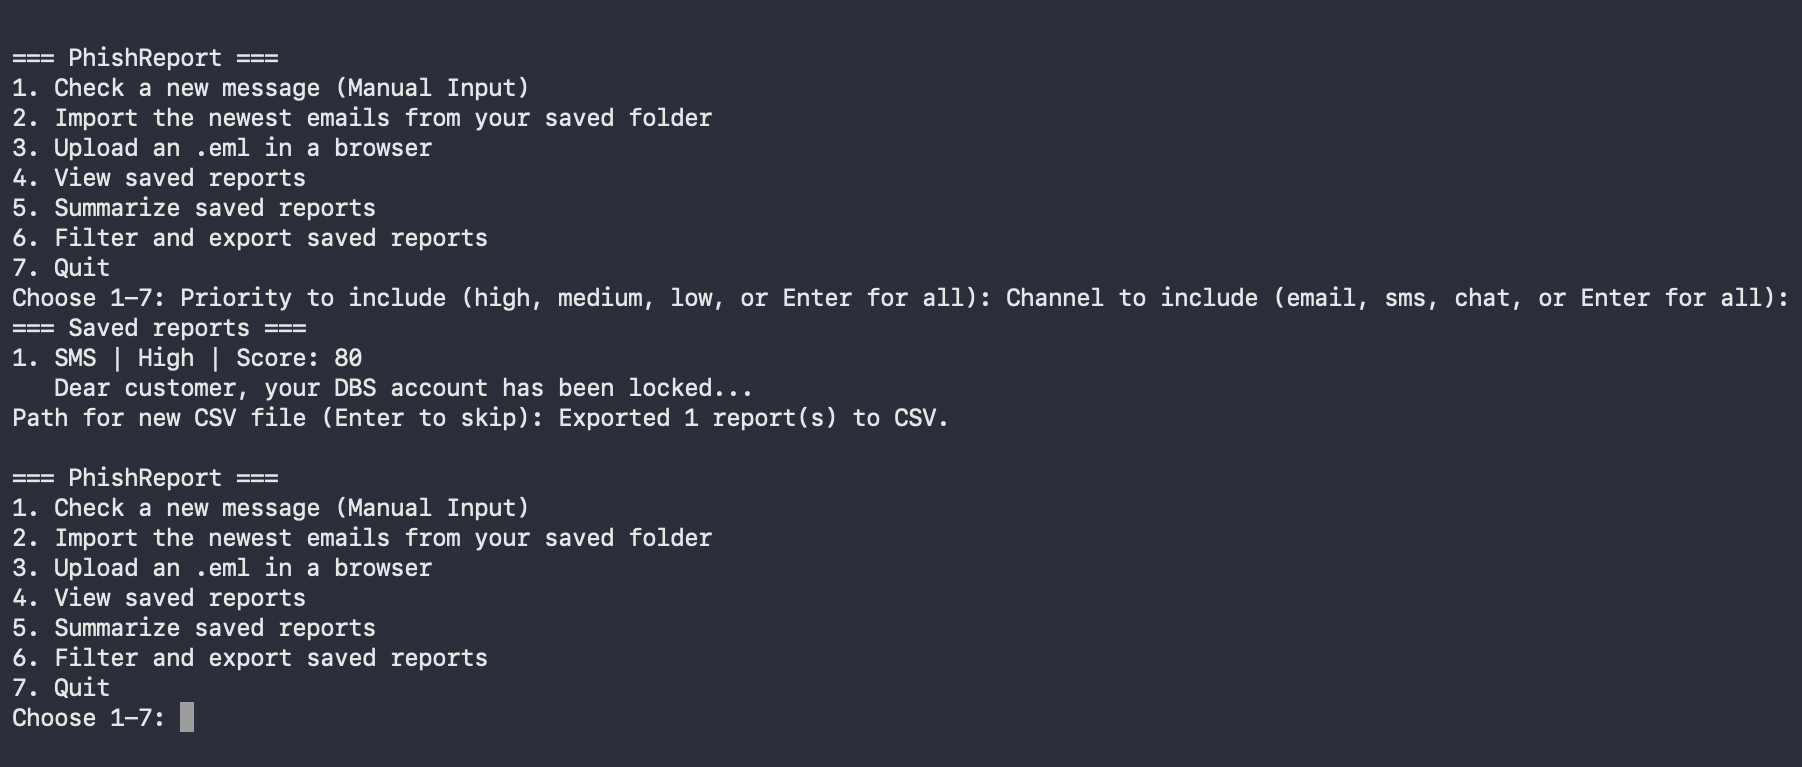 === PhishReport ===
1. Check a new message (Manual Input)
2. Import the newest emails from your saved folder
3. Upload an .eml in a browser
4. View saved reports
5. Summarize saved reports
6. Filter and export saved reports
7. Quit
Choose 1–7: Priority to include (high, medium, low, or Enter for all): Channel to include (email, sms, chat, or Enter for all):
=== Saved reports ===
1. SMS | High | Score: 80
   Dear customer, your DBS account has been locked...
Path for new CSV file (Enter to skip): Exported 1 report(s) to CSV.

=== PhishReport ===
1. Check a new message (Manual Input)
2. Import the newest emails from your saved folder
3. Upload an .eml in a browser
4. View saved reports
5. Summarize saved reports
6. Filter and export saved reports
7. Quit
Choose 1–7: